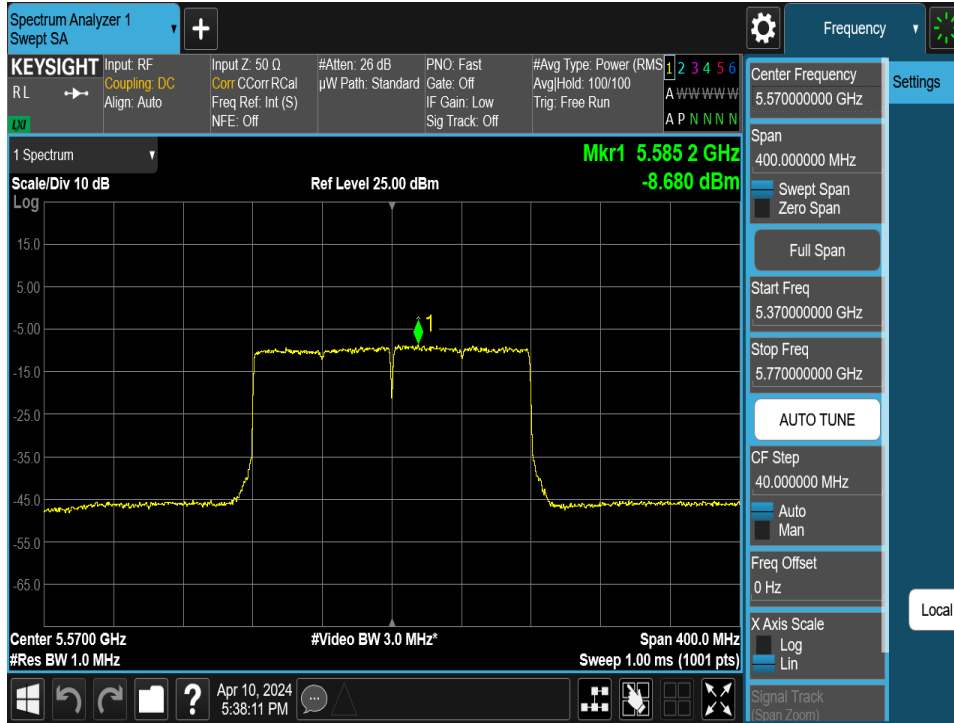 Spectrum Analyzer 1
Swept SA
+
Frequency
KEYSIGHT
RL
LXI
Input: RF
Coupling: DC
Align: Auto
Input Z: 50 Ω
Corr CCorr RCal
Freq Ref: Int (S)
NFE: Off
#Atten: 26 dB
µW Path: Standard
PNO: Fast
Gate: Off
IF Gain: Low
Sig Track: Off
#Avg Type: Power (RMS
Avg|Hold: 100/100
Trig: Free Run
1 2 3 4 5 6
A W W W W W
A P N N N N
1 Spectrum
Mkr1 5.585 2 GHz
Scale/Div 10 dB
Ref Level 25.00 dBm
-8.680 dBm
Log
15.0
5.00
-5.00
-15.0
-25.0
-35.0
-45.0
-55.0
-65.0
1
Center 5.5700 GHz
#Video BW 3.0 MHz*
Span 400.0 MHz
#Res BW 1.0 MHz
Sweep 1.00 ms (1001 pts)
Center Frequency
5.570000000 GHz
Span
400.000000 MHz
Swept Span
Zero Span
Full Span
Start Freq
5.370000000 GHz
Stop Freq
5.770000000 GHz
AUTO TUNE
CF Step
40.000000 MHz
Auto
Man
Freq Offset
0 Hz
X Axis Scale
Log
Lin
Signal Track
(Span Zoom)
Settings
Local
?
Apr 10, 2024
5:38:11 PM